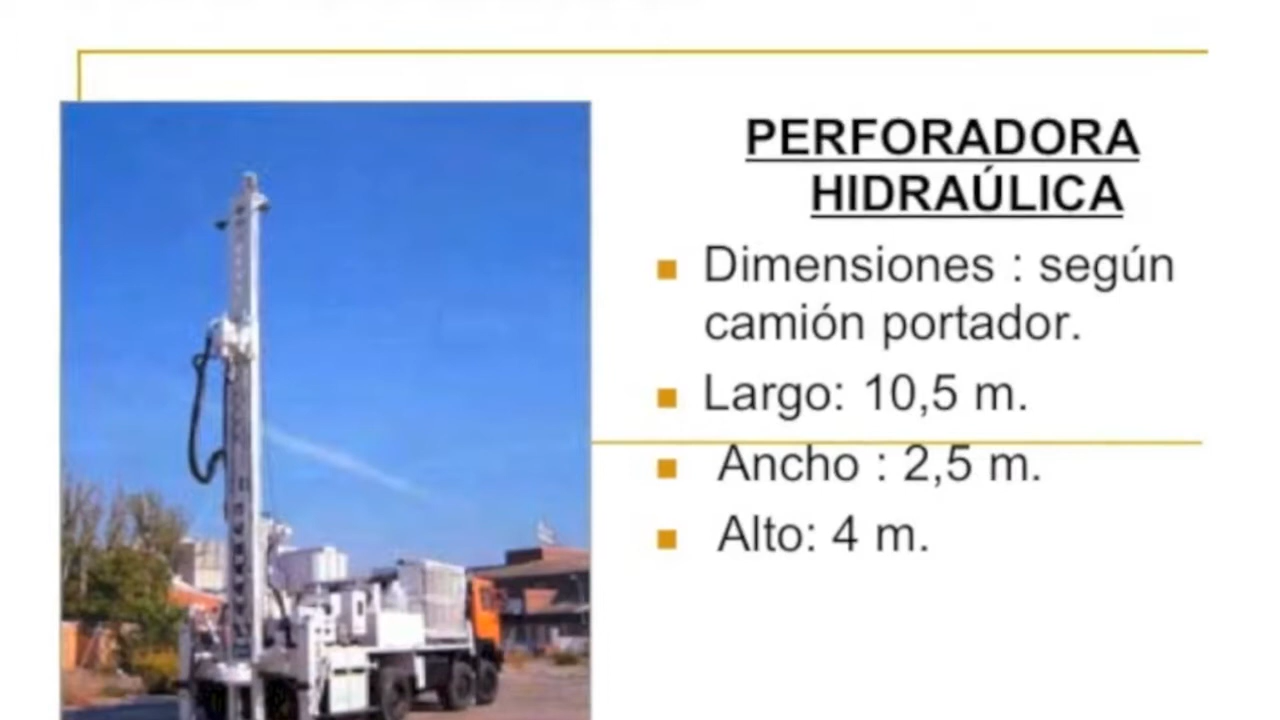 PERFORADORA
HIDRAÚLICA
Dimensiones : según
camión portador.
Largo: 10,5 m.
Ancho : 2,5 m.
Alto: 4 m.